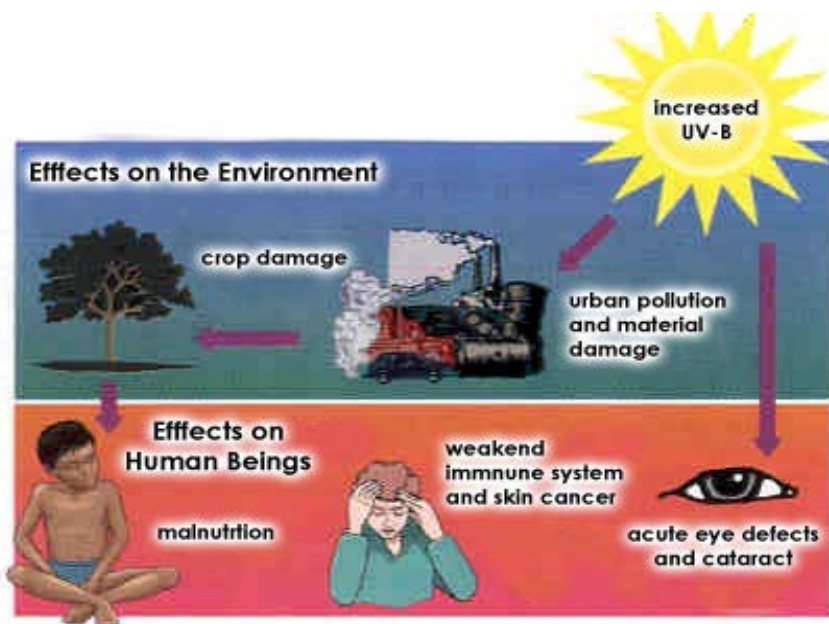 increased
UV-B
Efffects on the Environment
crop damage
urban pollution
and material
damage
Efffects on
Human Beings
malnutrtion
weakend
immnune system
and skin cancer
acute eye defects
and cataract